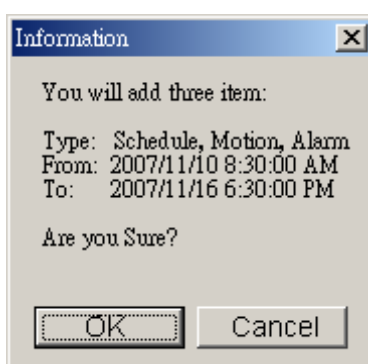 Information
You will add three item:
Type: Schedule, Motion, Alarm
From: 2007/11/10 8:30:00 AM
To: 2007/11/16 6:30:00 PM
Are you Sure?
OK Cancel